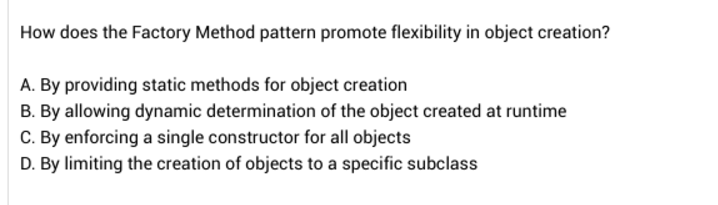 How does the Factory Method pattern promote flexibility in object creation?
A. By providing static methods for object creation
B. By allowing dynamic determination of the object created at runtime
C. By enforcing a single constructor for all objects
D. By limiting the creation of objects to a specific subclass